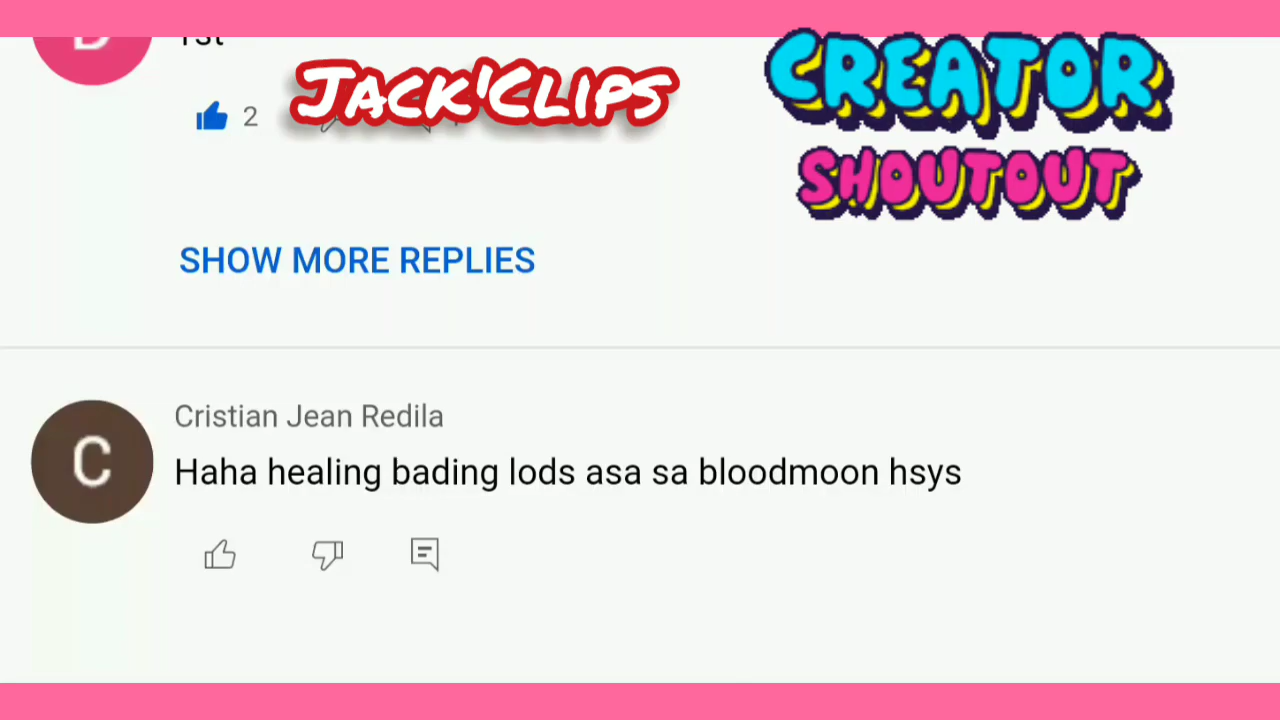 1st
JACK'CLIPS
CREATOR
SHOUTOUT
2
SHOW MORE REPLIES
Cristian Jean Redila
C
Haha healing bading lods asa sa bloodmoon hsys